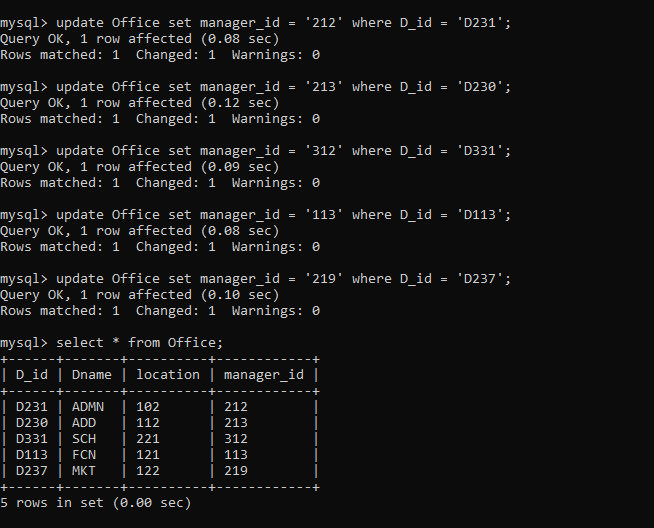 mysql> update Office set manager_id = '212' where D_id = 'D231';
Query OK, 1 row affected (0.08 sec)
Rows matched: 1  Changed: 1  Warnings: 0
mysql> update Office set manager_id = '213' where D_id = 'D230';
Query OK, 1 row affected (0.12 sec)
Rows matched: 1  Changed: 1  Warnings: 0
mysql> update Office set manager_id = '312' where D_id = 'D331';
Query OK, 1 row affected (0.09 sec)
Rows matched: 1  Changed: 1  Warnings: 0
mysql> update Office set manager_id = '113' where D_id = 'D113';
Query OK, 1 row affected (0.08 sec)
Rows matched: 1  Changed: 1  Warnings: 0
mysql> update Office set manager_id = '219' where D_id = 'D237';
Query OK, 1 row affected (0.10 sec)
Rows matched: 1  Changed: 1  Warnings: 0
mysql> select * from Office;
+------+-------+----------+------------+
| D_id | Dname | location | manager_id |
+------+-------+----------+------------+
| D231 | ADMN  | 102      | 212        |
| D230 | ADD   | 112      | 213        |
| D331 | SCH   | 221      | 312        |
| D113 | FCN   | 121      | 113        |
| D237 | MKT   | 122      | 219        |
+------+-------+----------+------------+
5 rows in set (0.00 sec)